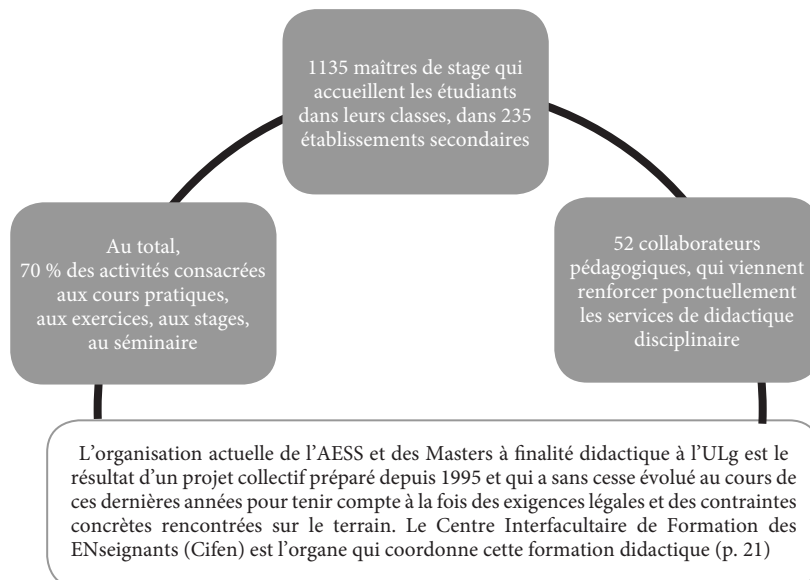 1135 maîtres de stage qui
accueillent les étudiants
dans leurs classes, dans 235
établissements secondaires
Au total,
70 % des activités consacrées
aux cours pratiques,
aux exercices, aux stages,
au séminaire
52 collaborateurs
pédagogiques, qui viennent
renforcer ponctuellement
les services de didactique
disciplinaire
L’organisation actuelle de l’AESS et des Masters à finalité didactique à l’ULg est le
résultat d’un projet collectif préparé depuis 1995 et qui a sans cesse évolué au cours de
ces dernières années pour tenir compte à la fois des exigences légales et des contraintes
concrètes rencontrées sur le terrain. Le Centre Interfacultaire de Formation des
ENseignants (Cifen) est l’organe qui coordonne cette formation didactique (p. 21)